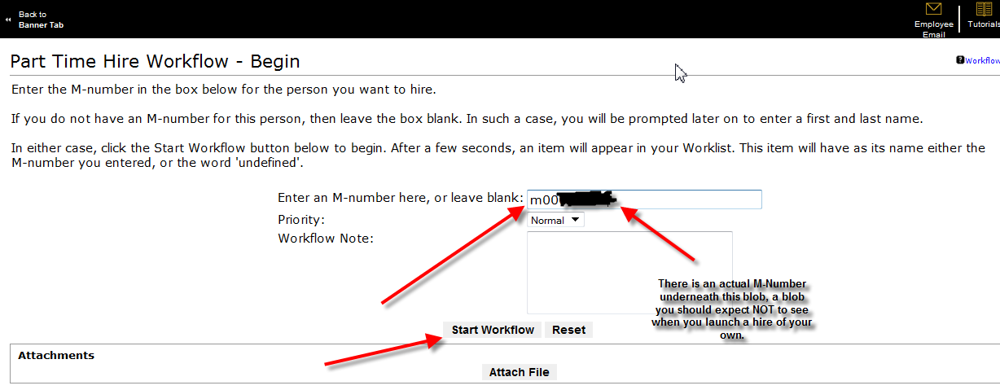 Back to
Banner Tab
Employee
Email
Tutorials
Part Time Hire Workflow - Begin
?Workflow
Enter the M-number in the box below for the person you want to hire.
If you do not have an M-number for this person, then leave the box blank. In such a case, you will be prompted later on to enter a first and last name.
In either case, click the Start Workflow button below to begin. After a few seconds, an item will appear in your Worklist. This item will have as its name either the
M-number you entered, or the word 'undefined'.
Enter an M-number here, or leave blank: m00
Priority: Normal
Workflow Note:
There is an actual M-Number
underneath this blob, a blob
you should expect NOT to see
when you launch a hire of your
own.
Start Workflow Reset
Attachments
Attach File